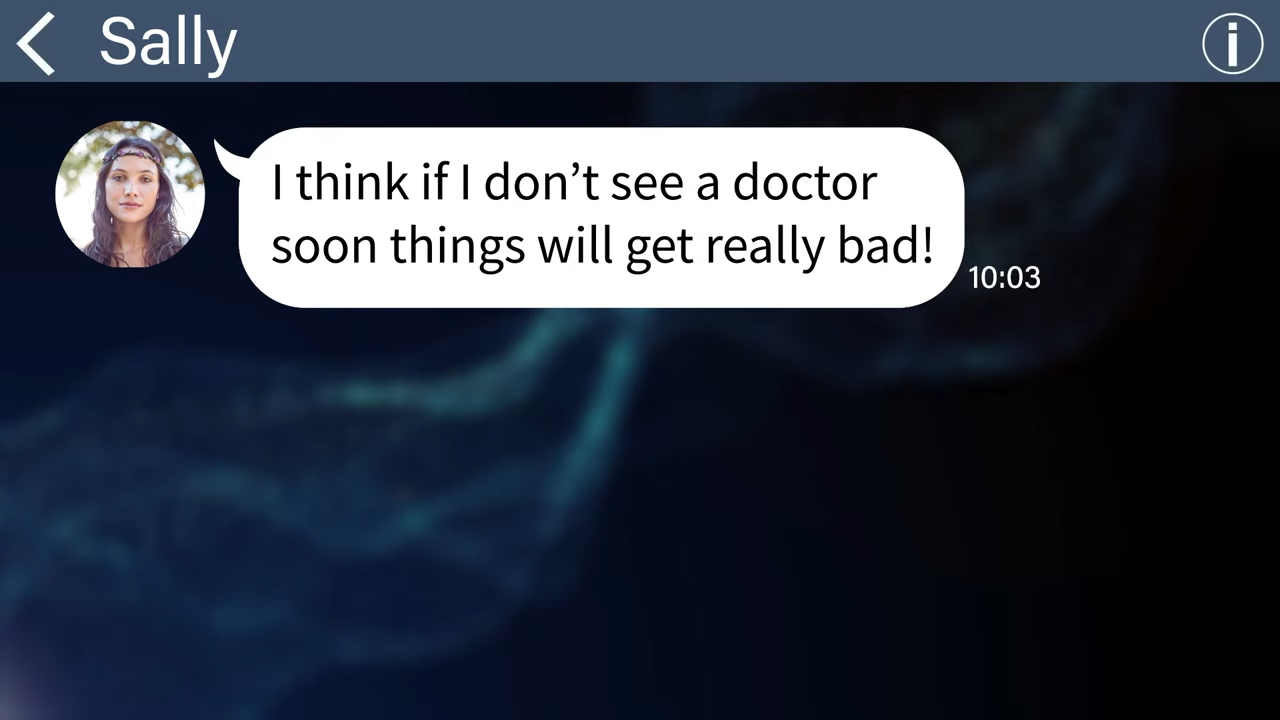 Sally
I think if I don’t see a doctor
soon things will get really bad!
10:03